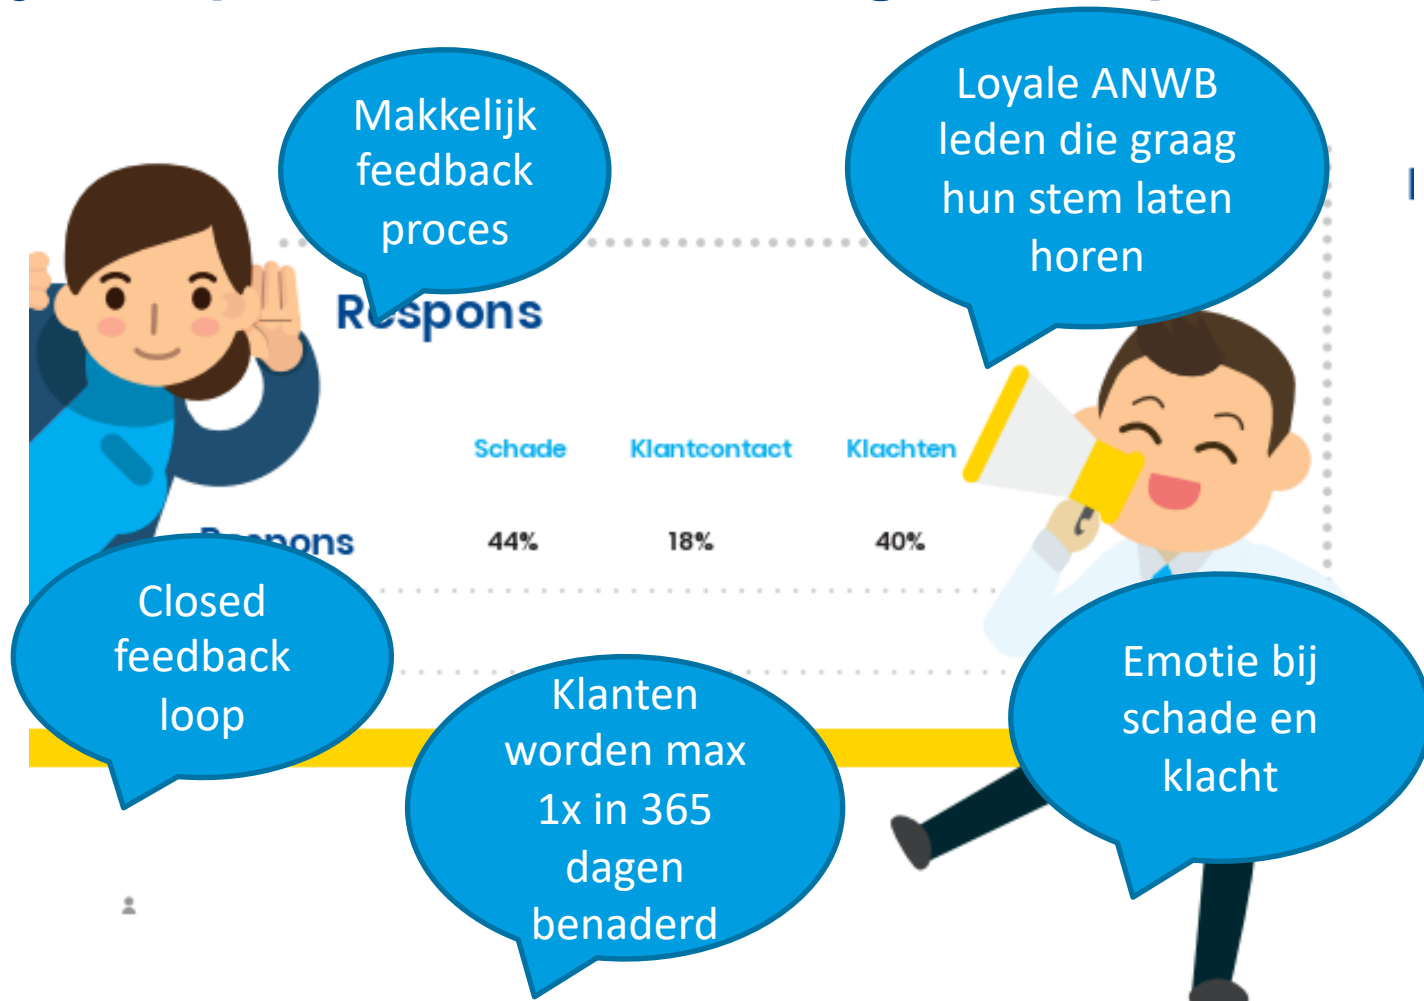 Makkelijk
feedback
proces
Loyale ANWB
leden die graag
hun stem laten
horen
Respons
Schade Klantcontact Klachten
Respons 44% 18% 40%
Closed
feedback
loop
Klanten
worden max
1x in 365
dagen
benaderd
Emotie bij
schade en
klacht